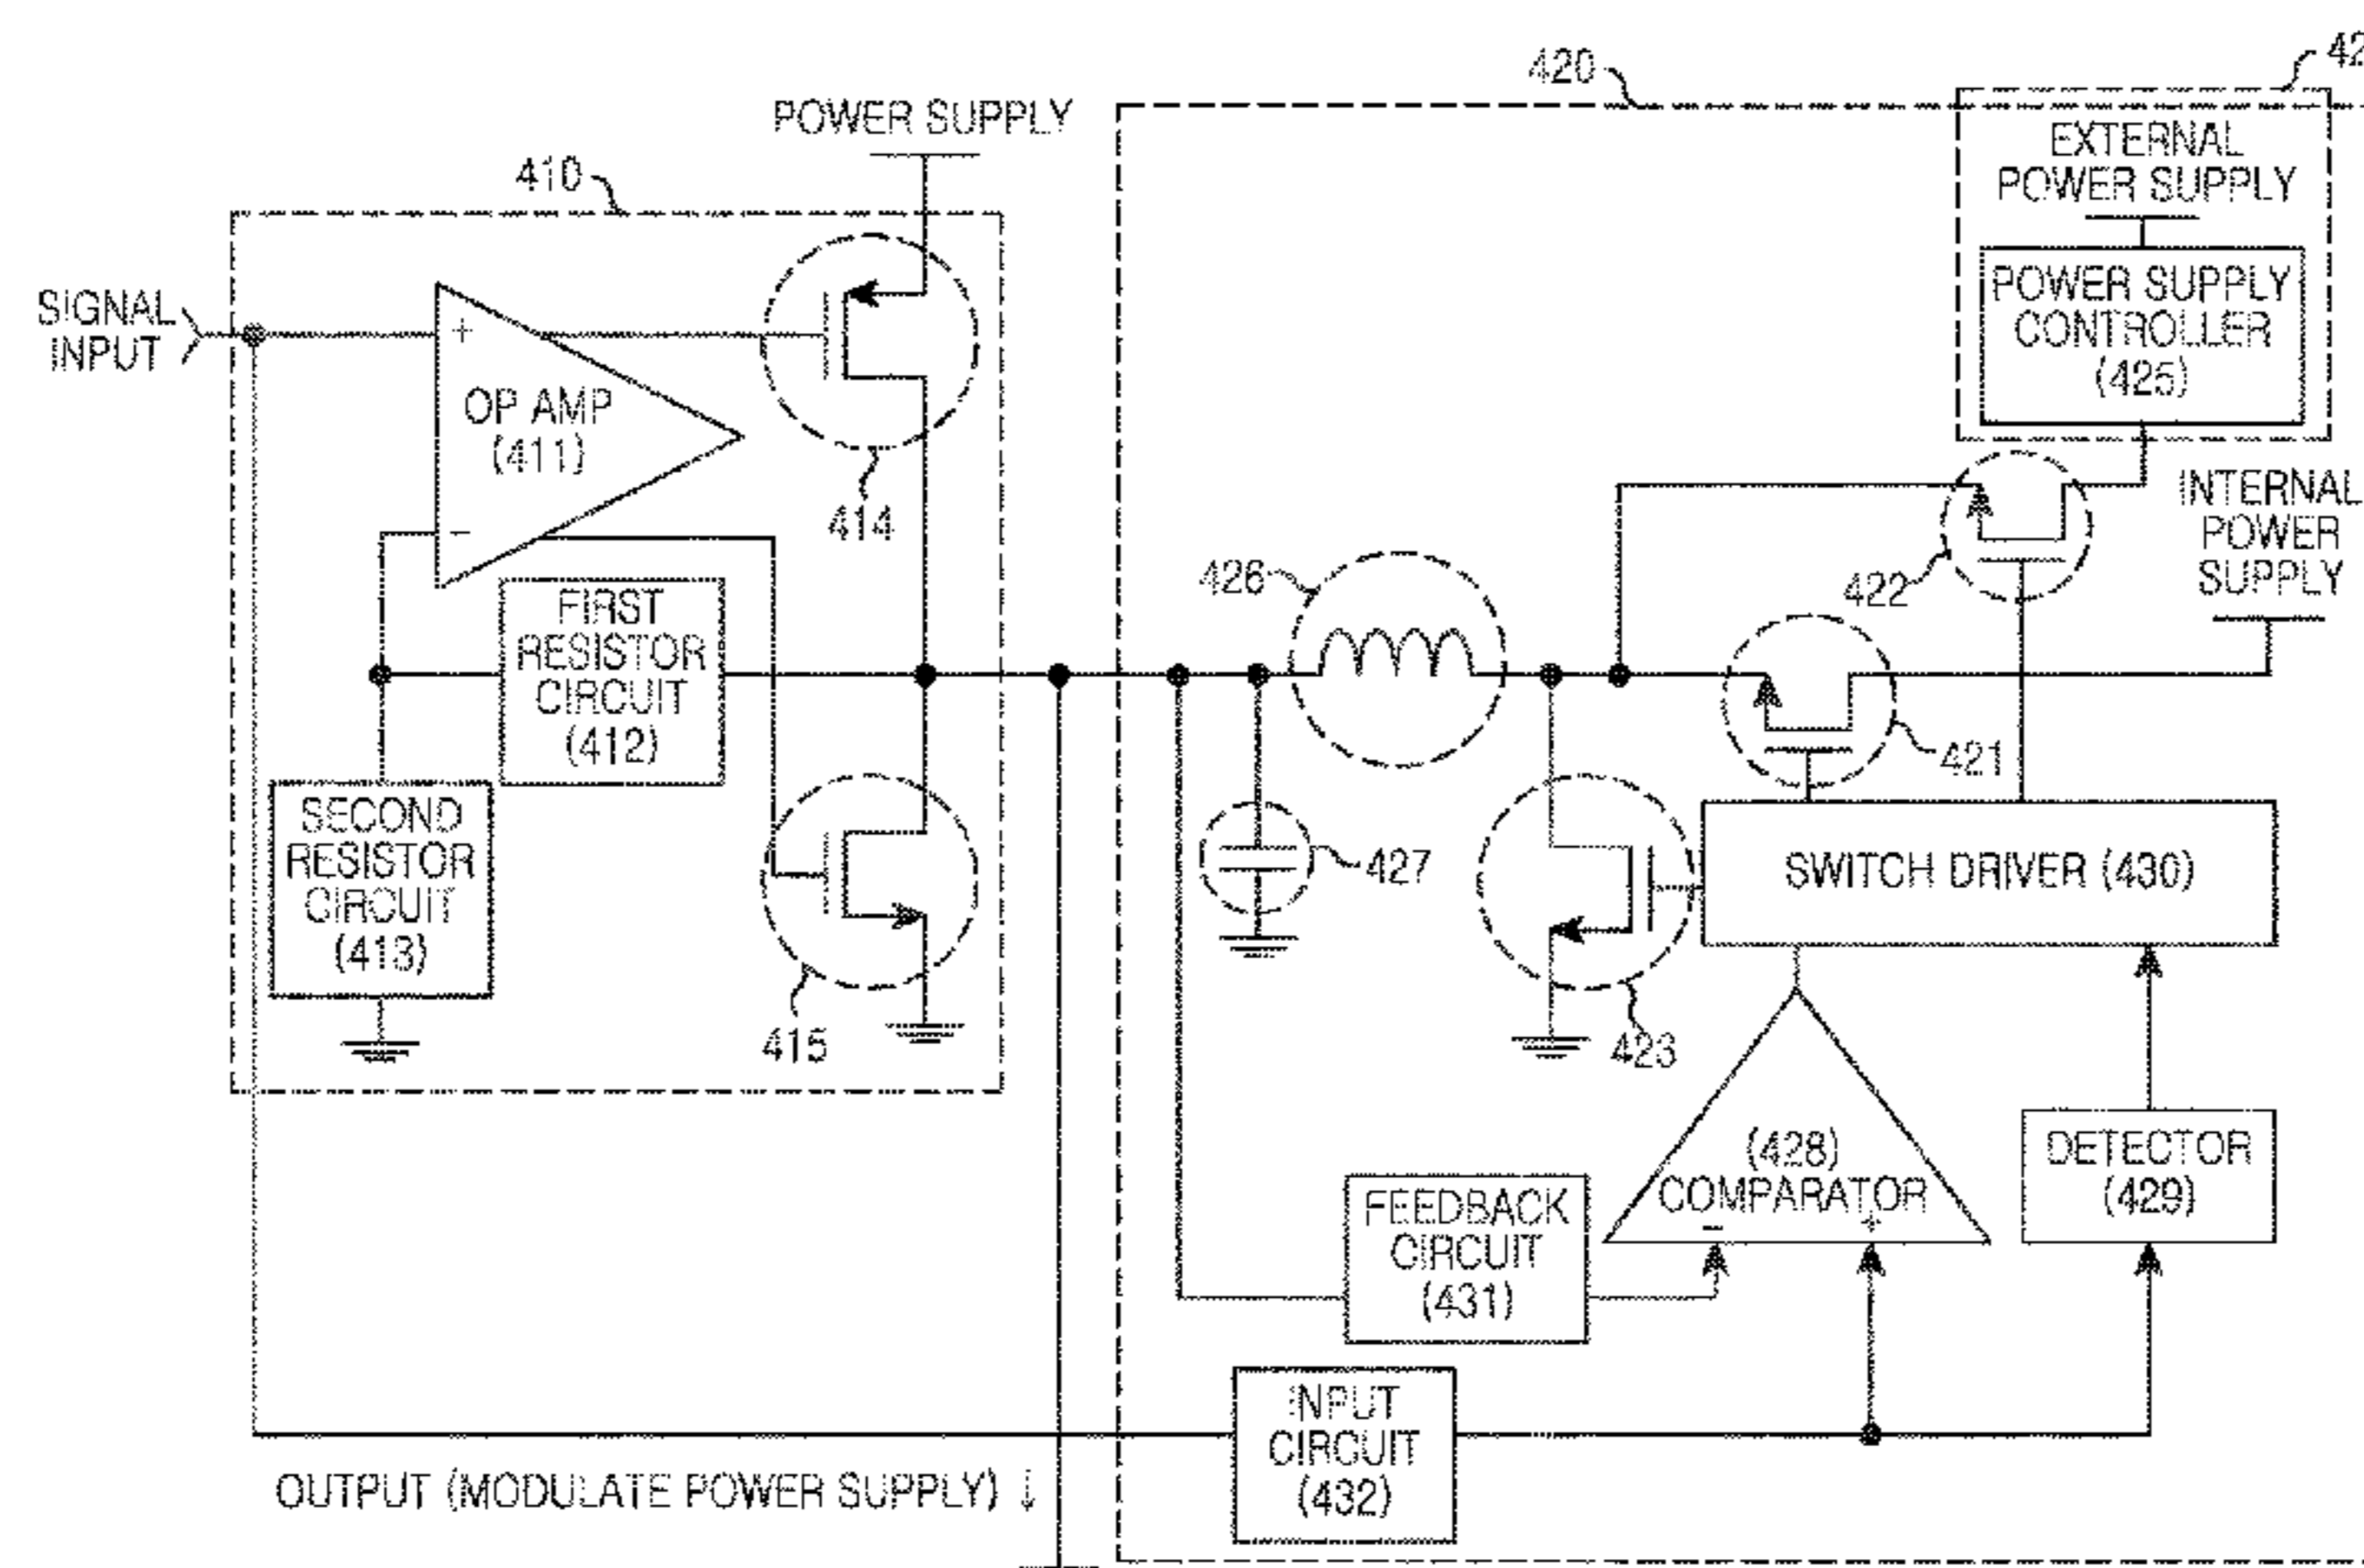 420
42
POWER SUPPLY
EXTERNAL
POWER SUPPLY
410
POWER SUPPLY
CONTROLLER
(425)
SIGNAL
INPUT
+
OP AMP
(411)
-
414
INTERNAL
POWER
SUPPLY
422
426
FIRST
RESISTOR
CIRCUIT
(412)
421
SECOND
RESISTOR
CIRCUIT
(413)
427
SWITCH DRIVER (430)
415
423
(428)
COMPARATOR
- +
DETECTOR
(429)
FEEDBACK
CIRCUIT
(431)
INPUT
CIRCUIT
(432)
OUTPUT (MODULATE POWER SUPPLY) ↓